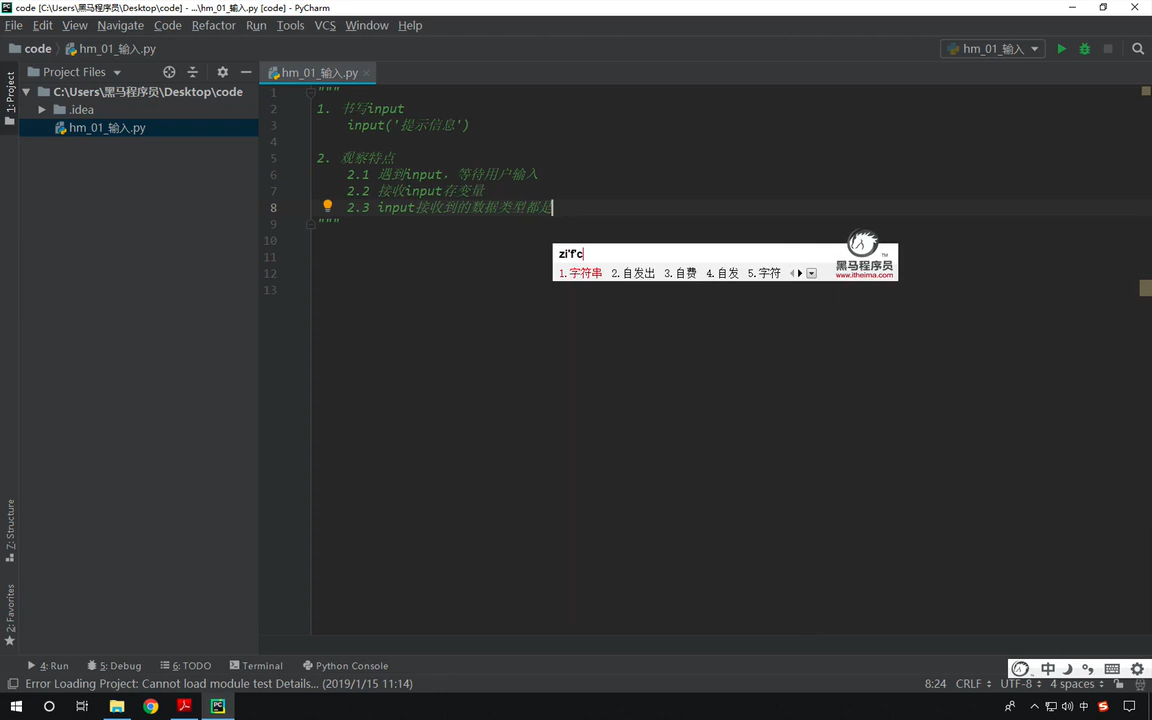 code [C:\Users\黑马程序员\Desktop\code] - ...\hm_01_输入.py [code] - PyCharm
File Edit View Navigate Code Refactor Run Tools VCS Window Help
code hm_01_输入.py hm_01_输入
Project Files hm_01_输入.py
1: Project
C:\Users\黑马程序员\Desktop\code
.idea
hm_01_输入.py
1 """
2 1. 书写input
3 input('提示信息')
4
5 2. 观察特点
6 2.1 遇到input，等待用户输入
7 2.2 接收input存变量
8 2.3 input接收到的数据类型都是
9 """
10
11
12
13
zi'f'c
1.字符串 2.自发出 3.自费 4.自发 5.字符
黑马程序员 TM
www.itheima.com
Z: Structure
2: Favorites
4: Run 5: Debug 6: TODO Terminal Python Console
中
Error Loading Project: Cannot load module test Details... (2019/1/15 11:14) 8:24 CRLF UTF-8 4 spaces
中